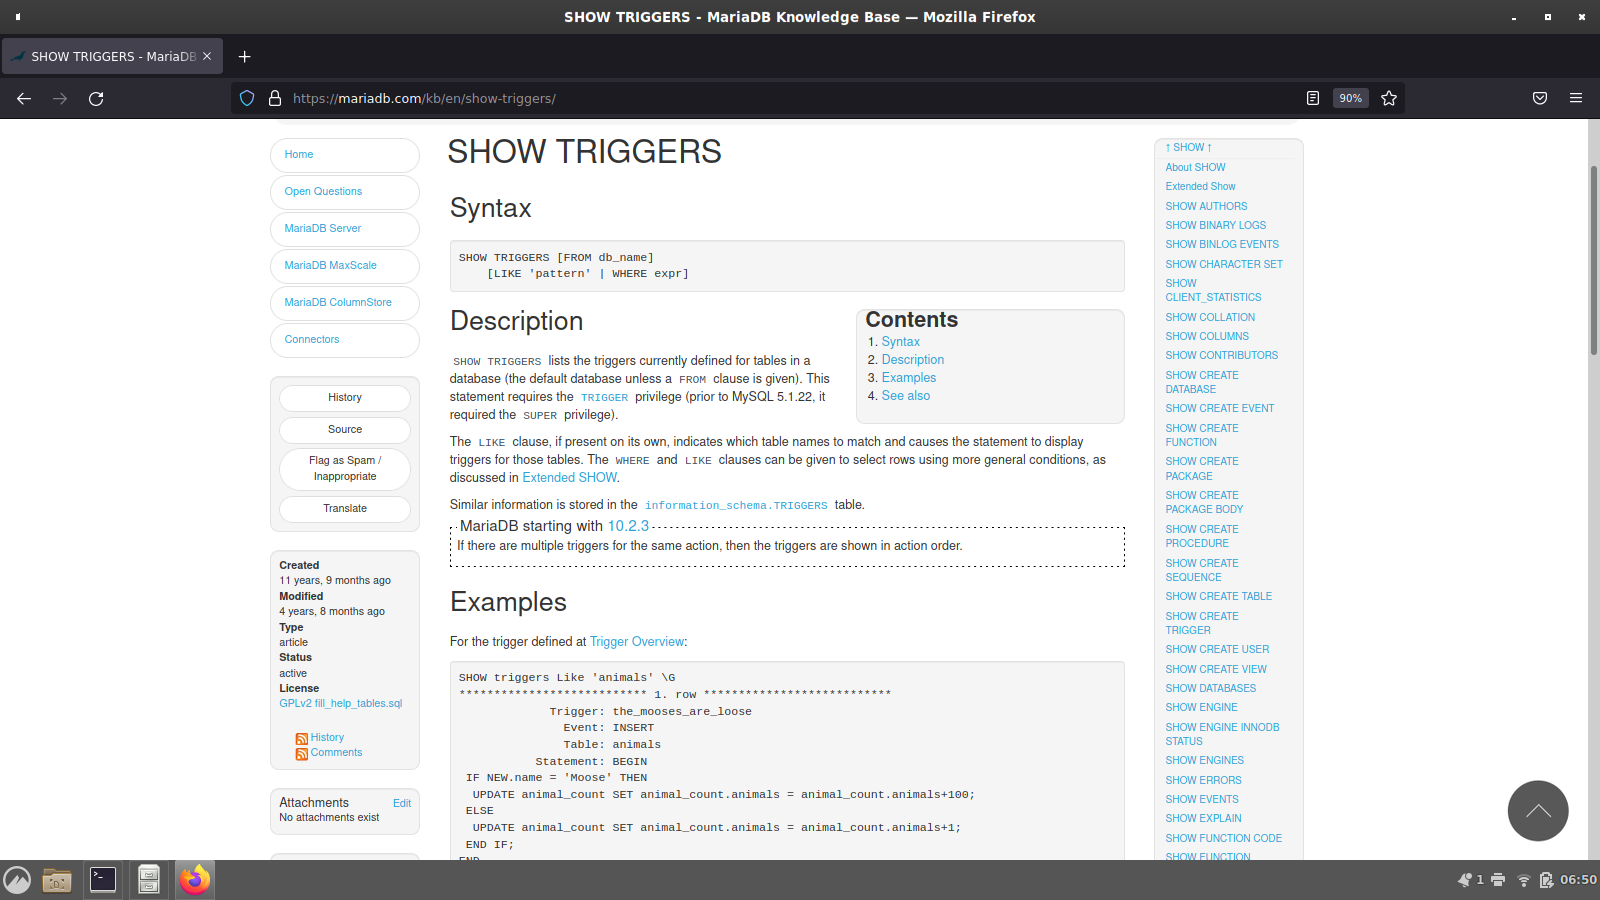 SHOW TRIGGERS - MariaDB Knowledge Base — Mozilla Firefox
SHOW TRIGGERS - MariaDB
https://mariadb.com/kb/en/show-triggers/
90%
Home
Open Questions
MariaDB Server
MariaDB MaxScale
MariaDB ColumnStore
Connectors
History
Source
Flag as Spam /
Inappropriate
Translate
Created
11 years, 9 months ago
Modified
4 years, 8 months ago
Type
article
Status
active
License
GPLv2 fill_help_tables.sql
History
Comments
Attachments
Edit
No attachments exist
SHOW TRIGGERS
Syntax
SHOW TRIGGERS [FROM db_name]
[LIKE 'pattern' | WHERE expr]
Description
SHOW TRIGGERS lists the triggers currently defined for tables in a
database (the default database unless a FROM clause is given). This
statement requires the TRIGGER privilege (prior to MySQL 5.1.22, it
required the SUPER privilege).
Contents
1. Syntax
2. Description
3. Examples
4. See also
The LIKE clause, if present on its own, indicates which table names to match and causes the statement to display
triggers for those tables. The WHERE and LIKE clauses can be given to select rows using more general conditions, as
discussed in Extended SHOW.
Similar information is stored in the information_schema.TRIGGERS table.
MariaDB starting with 10.2.3
If there are multiple triggers for the same action, then the triggers are shown in action order.
Examples
For the trigger defined at Trigger Overview:
SHOW triggers Like 'animals' \G
*************************** 1. row ***************************
Trigger: the_mooses_are_loose
Event: INSERT
Table: animals
Statement: BEGIN
IF NEW.name = 'Moose' THEN
UPDATE animal_count SET animal_count.animals = animal_count.animals+100;
ELSE
UPDATE animal_count SET animal_count.animals = animal_count.animals+1;
END IF;
END
↑ SHOW ↑
About SHOW
Extended Show
SHOW AUTHORS
SHOW BINARY LOGS
SHOW BINLOG EVENTS
SHOW CHARACTER SET
SHOW
CLIENT_STATISTICS
SHOW COLLATION
SHOW COLUMNS
SHOW CONTRIBUTORS
SHOW CREATE
DATABASE
SHOW CREATE EVENT
SHOW CREATE
FUNCTION
SHOW CREATE
PACKAGE
SHOW CREATE
PACKAGE BODY
SHOW CREATE
PROCEDURE
SHOW CREATE
SEQUENCE
SHOW CREATE TABLE
SHOW CREATE
TRIGGER
SHOW CREATE USER
SHOW CREATE VIEW
SHOW DATABASES
SHOW ENGINE
SHOW ENGINE INNODB
STATUS
SHOW ENGINES
SHOW ERRORS
SHOW EVENTS
SHOW EXPLAIN
SHOW FUNCTION CODE
SHOW FUNCTION
1
06:50